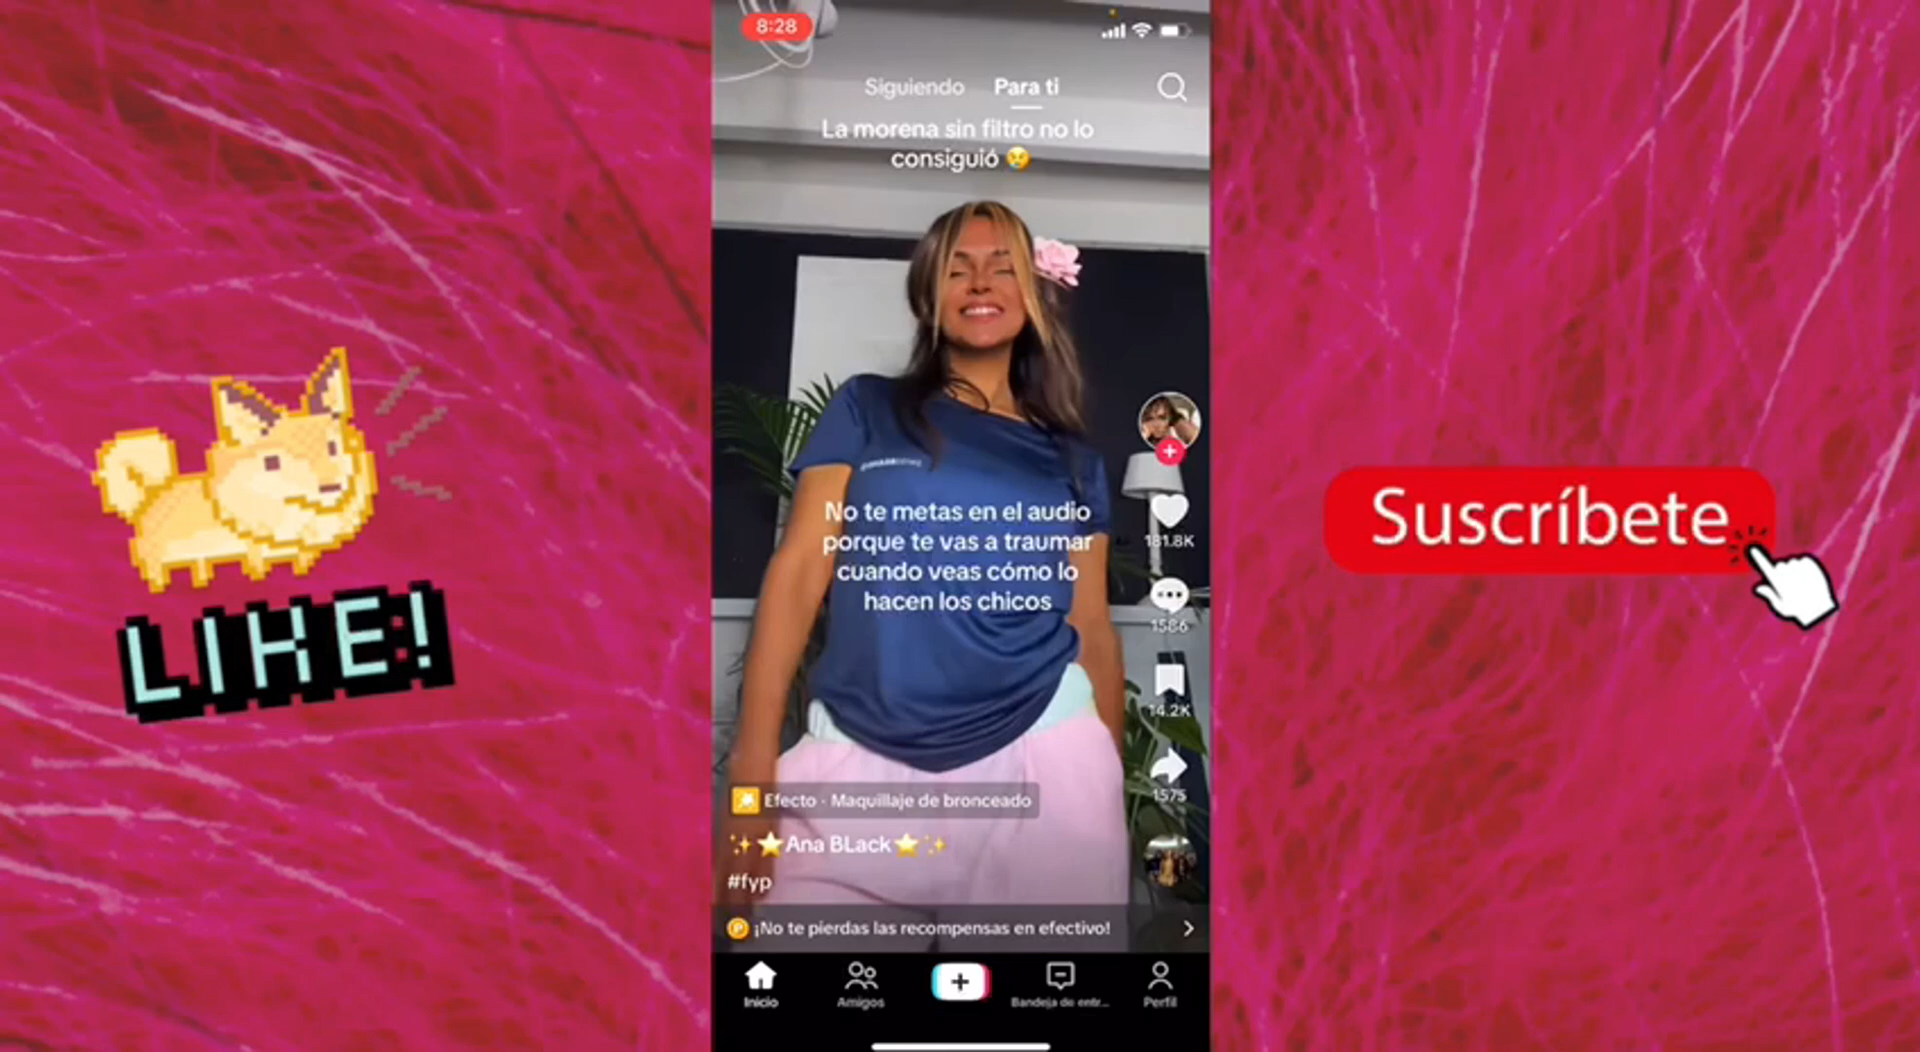 8:28
Siguiendo Para ti
La morena sin filtro no lo
consiguió 😢
No te metas en el audio
porque te vas a traumar
cuando veas cómo lo
hacen los chicos
181.8K
1586
14.2K
1575
LIKE!
Suscríbete
Efecto · Maquillaje de bronceado
✨⭐Ana BLack⭐✨
#fyp
¡No te pierdas las recompensas en efectivo!
Inicio Amigos Bandeja de entr... Perfil